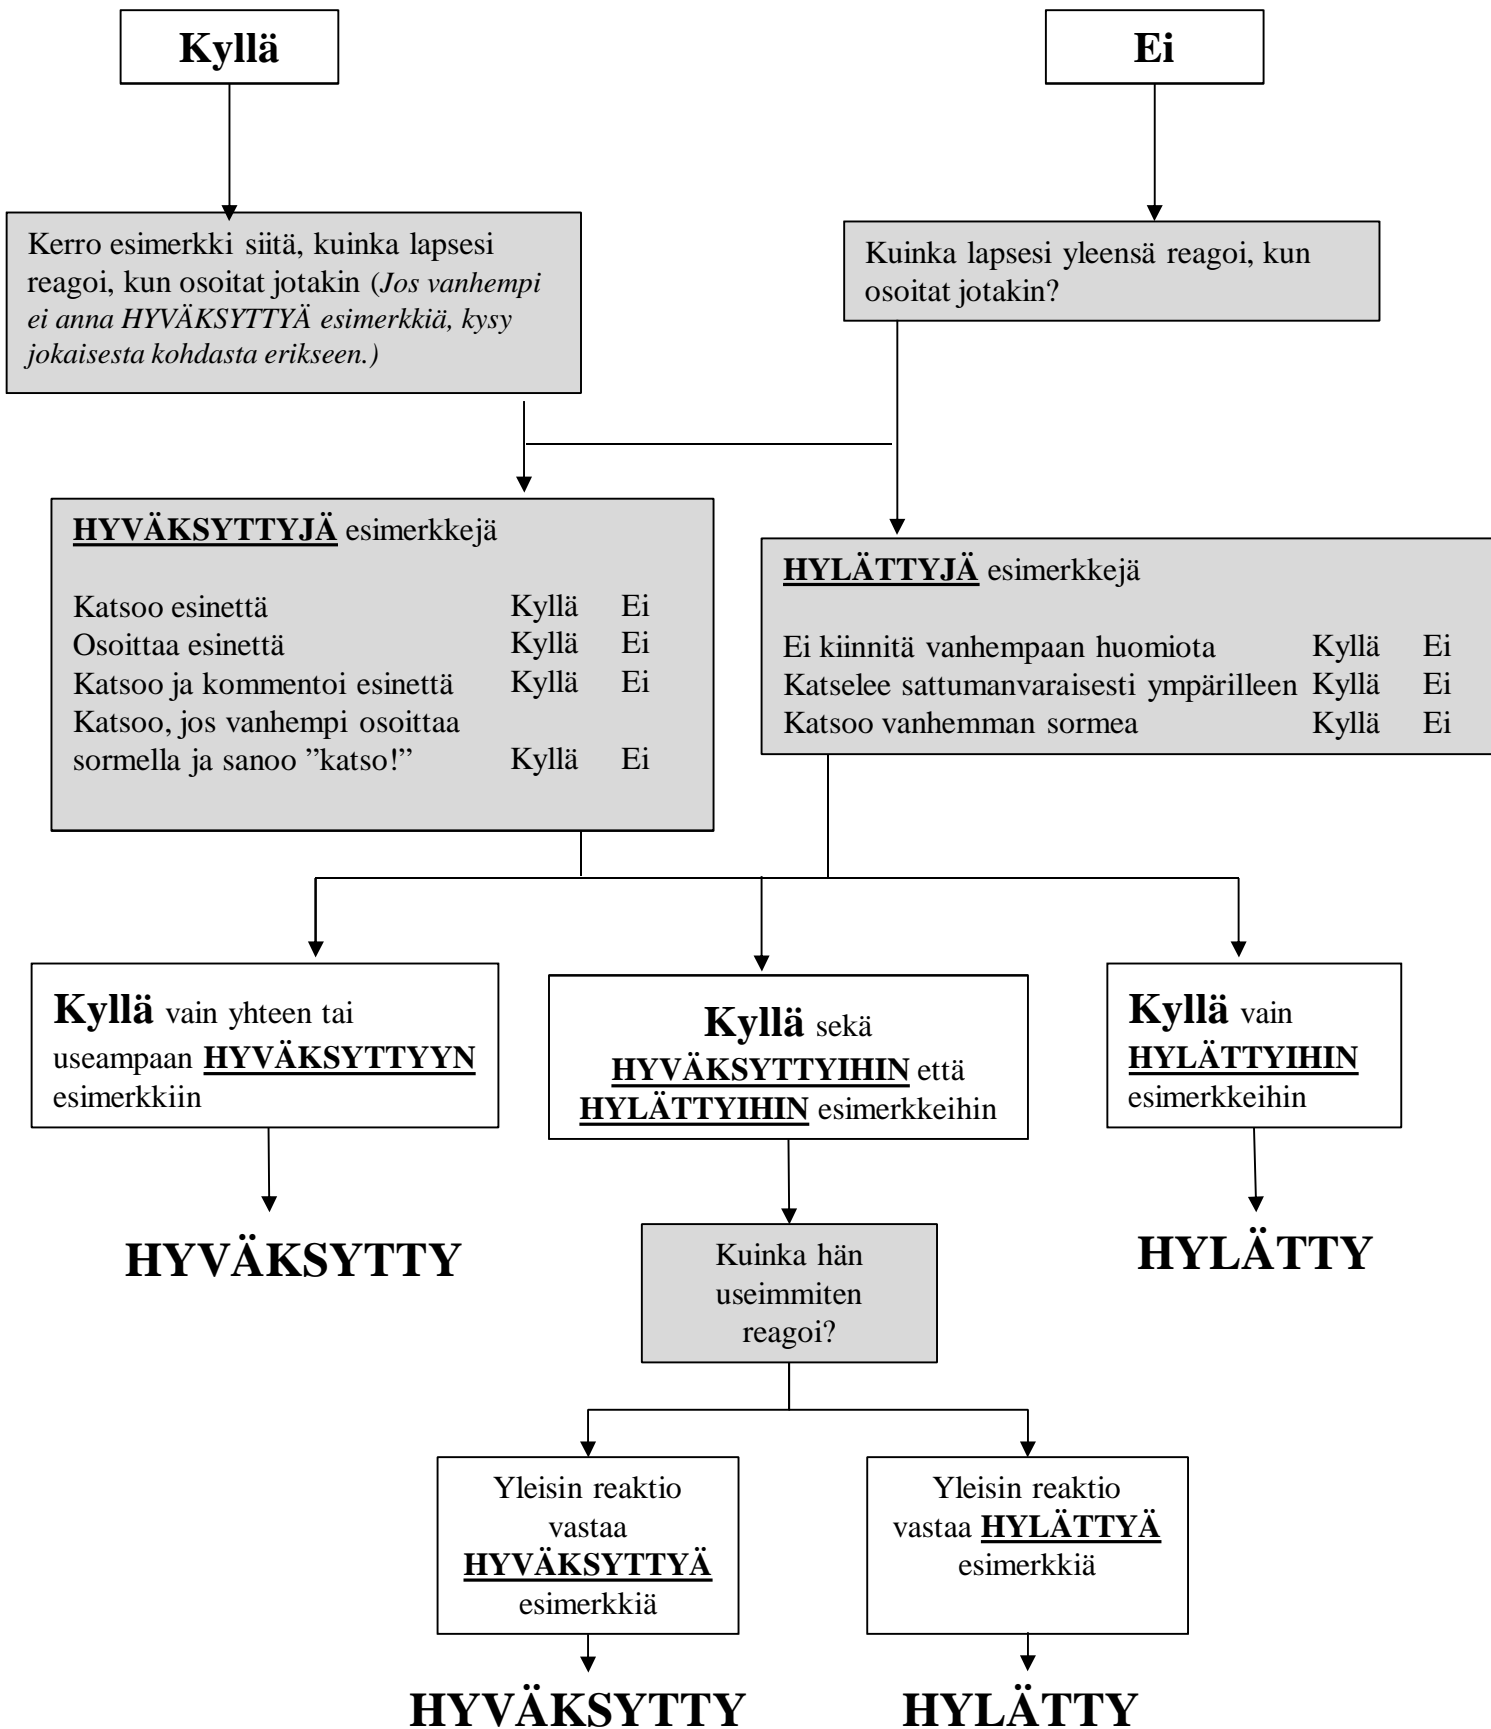 Kyllä
Ei
Kerro esimerkki siitä, kuinka lapsesi
reagoi, kun osoitat jotakin (Jos vanhempi
ei anna HYVÄKSYTTYÄ esimerkkiä, kysy
jokaisesta kohdasta erikseen.)
Kuinka lapsesi yleensä reagoi, kun
osoitat jotakin?
HYVÄKSYTTYJÄ esimerkkejä
Katsoo esinettä Kyllä Ei
Osoittaa esinettä Kyllä Ei
Katsoo ja kommentoi esinettä Kyllä Ei
Katsoo, jos vanhempi osoittaa
sormella ja sanoo ”katso!” Kyllä Ei
HYLÄTTYJÄ esimerkkejä
Ei kiinnitä vanhempaan huomiota Kyllä Ei
Katselee sattumanvaraisesti ympärilleen Kyllä Ei
Katsoo vanhemman sormea Kyllä Ei
Kyllä vain yhteen tai
useampaan HYVÄKSYTTYYN
esimerkkiin
Kyllä sekä
HYVÄKSYTTYIHIN että
HYLÄTTYIHIN esimerkkeihin
Kyllä vain
HYLÄTTYIHIN
esimerkkeihin
HYVÄKSYTTY
HYLÄTTY
Kuinka hän
useimmiten
reagoi?
Yleisin reaktio
vastaa
HYVÄKSYTTYÄ
esimerkkiä
Yleisin reaktio
vastaa HYLÄTTYÄ
esimerkkiä
HYVÄKSYTTY
HYLÄTTY